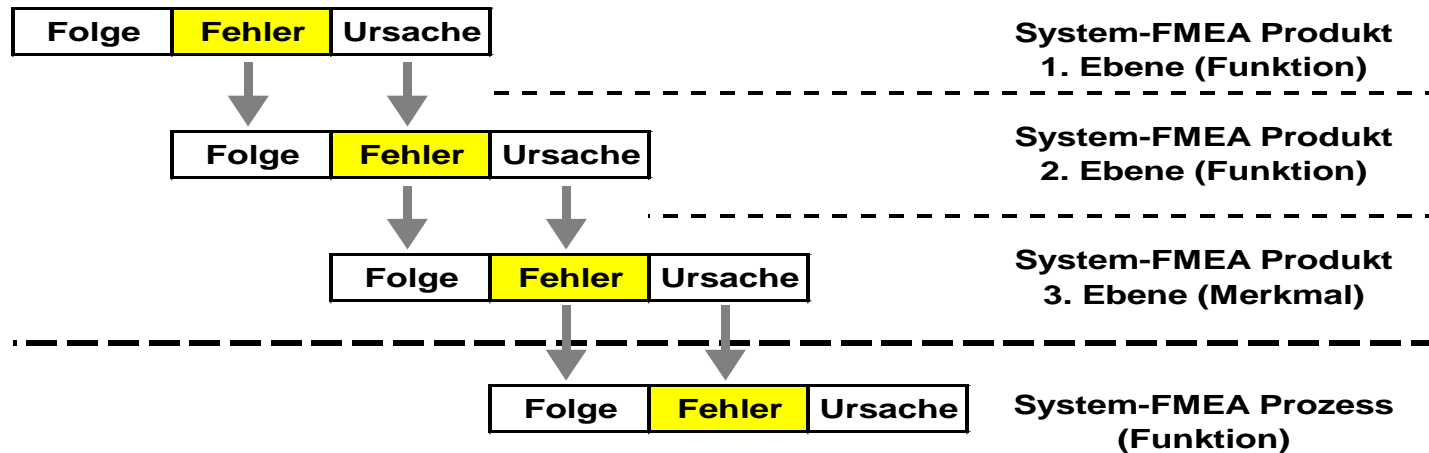 Folge Fehler Ursache
System-FMEA Produkt
1. Ebene (Funktion)
Folge Fehler Ursache
System-FMEA Produkt
2. Ebene (Funktion)
Folge Fehler Ursache
System-FMEA Produkt
3. Ebene (Merkmal)
Folge Fehler Ursache
System-FMEA Prozess
(Funktion)